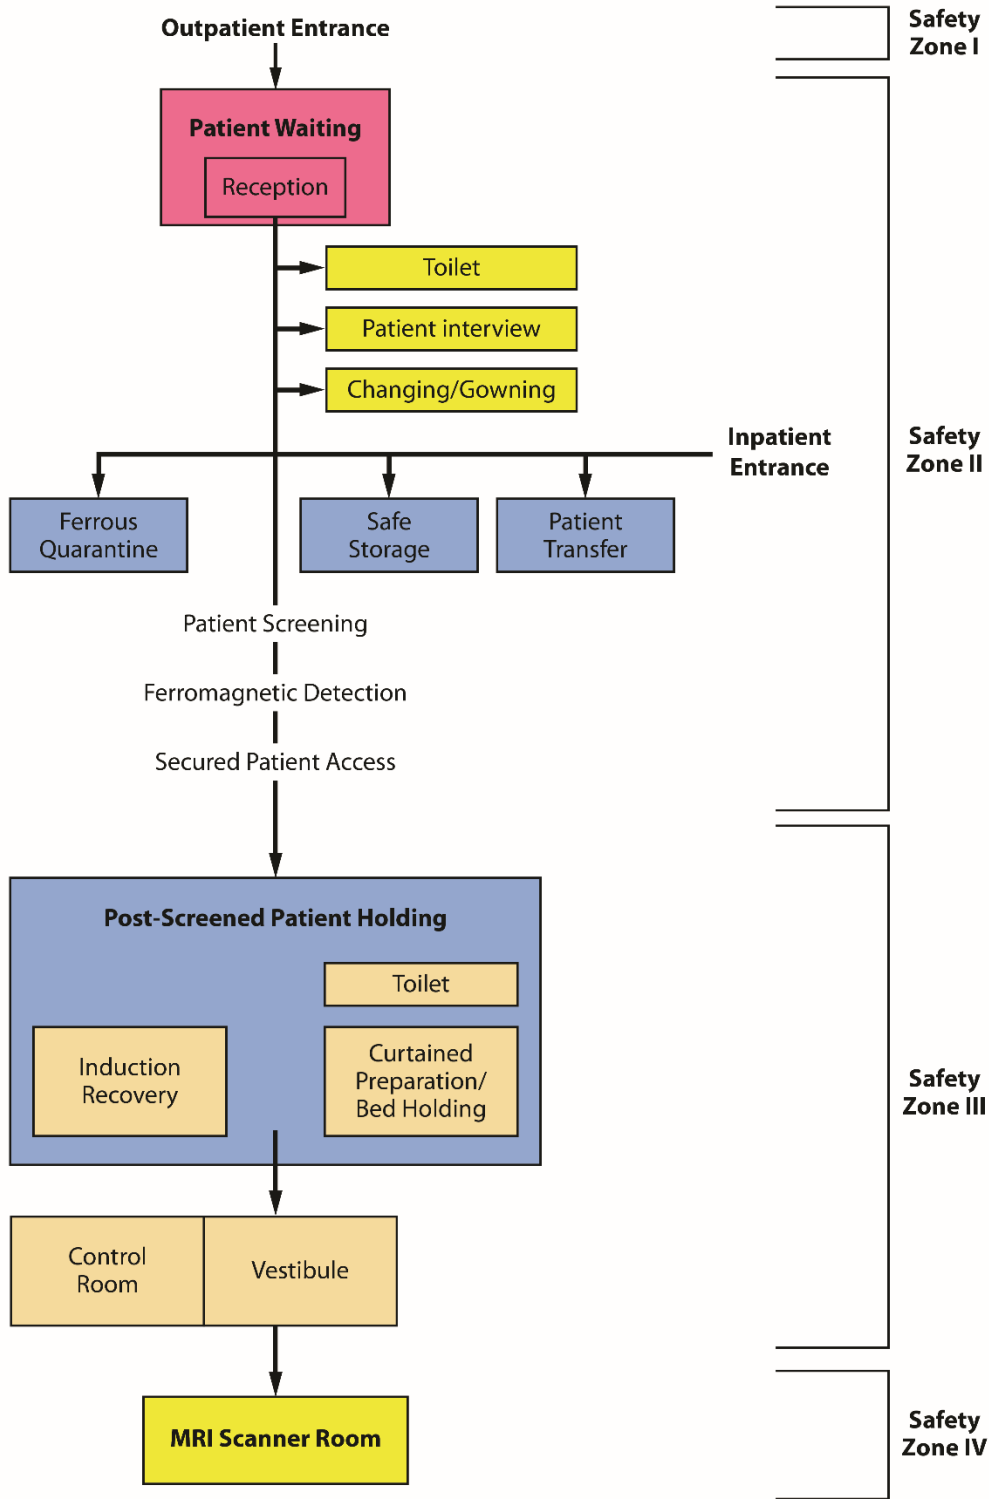 Outpatient Entrance
Safety
Zone I
Patient Waiting
Reception
Toilet
Patient interview
Changing/Gowning
Inpatient
Entrance
Safety
Zone II
Ferrous
Quarantine
Safe
Storage
Patient
Transfer
Patient Screening
Ferromagnetic Detection
Secured Patient Access
Post-Screened Patient Holding
Toilet
Induction
Recovery
Curtained
Preparation/
Bed Holding
Safety
Zone III
Control
Room
Vestibule
MRI Scanner Room
Safety
Zone IV